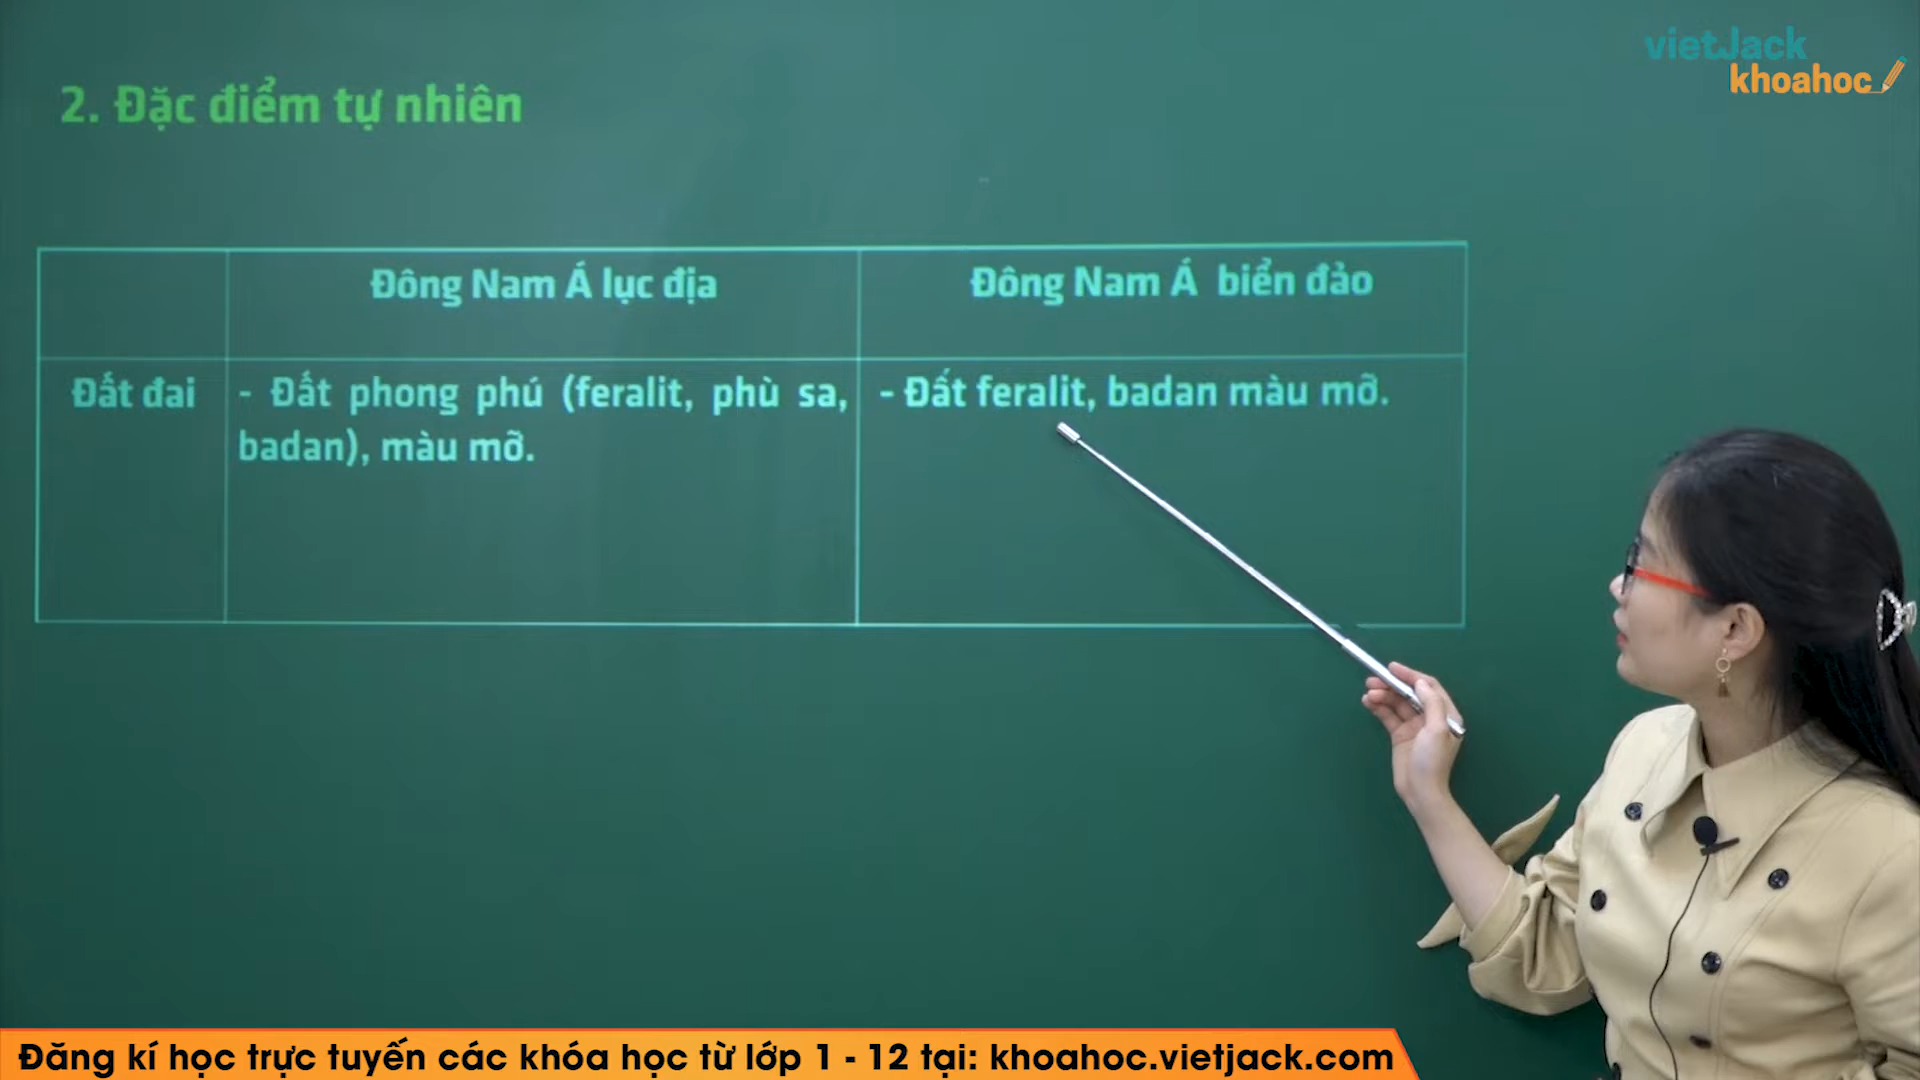 vietJack
khoahoc
2. Đặc điểm tự nhiên
Đông Nam Á lục địa
Đông Nam Á biển đảo
Đất đai
- Đất phong phú (feralit, phù sa,
badan), màu mỡ.
- Đất feralit, badan màu mỡ.
Đăng kí học trực tuyến các khóa học từ lớp 1 - 12 tại: khoahoc.vietjack.com